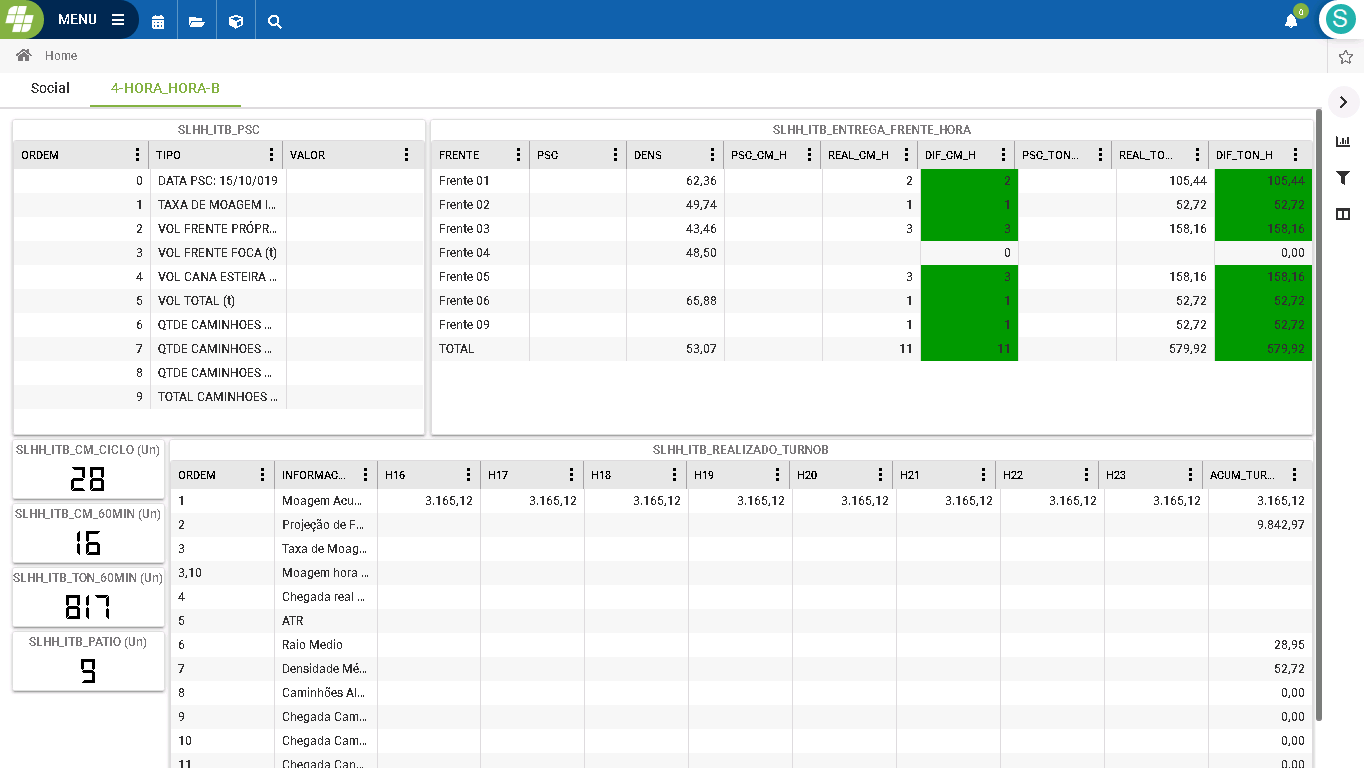 MENU
0
S
Home
Social 4-HORA_HORA-B
SLHH_ITB_PSC
ORDEM TIPO VALOR
0 DATA PSC: 15/10/019
1 TAXA DE MOAGEM I...
2 VOL FRENTE PRÓPR...
3 VOL FRENTE FOCA (t)
4 VOL CANA ESTEIRA ...
5 VOL TOTAL (t)
6 QTDE CAMINHOES ...
7 QTDE CAMINHOES ...
8 QTDE CAMINHOES ...
9 TOTAL CAMINHOES ...
SLHH_ITB_ENTREGA_FRENTE_HORA
FRENTE PSC DENS PSC_CM_H REAL_CM_H DIF_CM_H PSC_TON... REAL_TO... DIF_TON_H
Frente 01 62,36 2 2 105,44 105,44
Frente 02 49,74 1 1 52,72 52,72
Frente 03 43,46 3 3 158,16 158,16
Frente 04 48,50 0 0,00
Frente 05 3 3 158,16 158,16
Frente 06 65,88 1 1 52,72 52,72
Frente 09 1 1 52,72 52,72
TOTAL 53,07 11 11 579,92 579,92
SLHH_ITB_CM_CICLO (Un)
28
SLHH_ITB_CM_60MIN (Un)
16
SLHH_ITB_TON_60MIN (Un)
817
SLHH_ITB_PATIO (Un)
9
SLHH_ITB_REALIZADO_TURNOB
ORDEM INFORMAC... H16 H17 H18 H19 H20 H21 H22 H23 ACUM_TUR...
1 Moagem Acu... 3.165,12 3.165,12 3.165,12 3.165,12 3.165,12 3.165,12 3.165,12 3.165,12 3.165,12
2 Projeção de F... 9.842,97
3 Taxa de Moag...
3,10 Moagem hora ...
4 Chegada real ...
5 ATR
6 Raio Medio 28,95
7 Densidade Mé... 52,72
8 Caminhões Al... 0,00
9 Chegada Cam... 0,00
10 Chegada Cam... 0,00
11 Chegada Can... 0,00